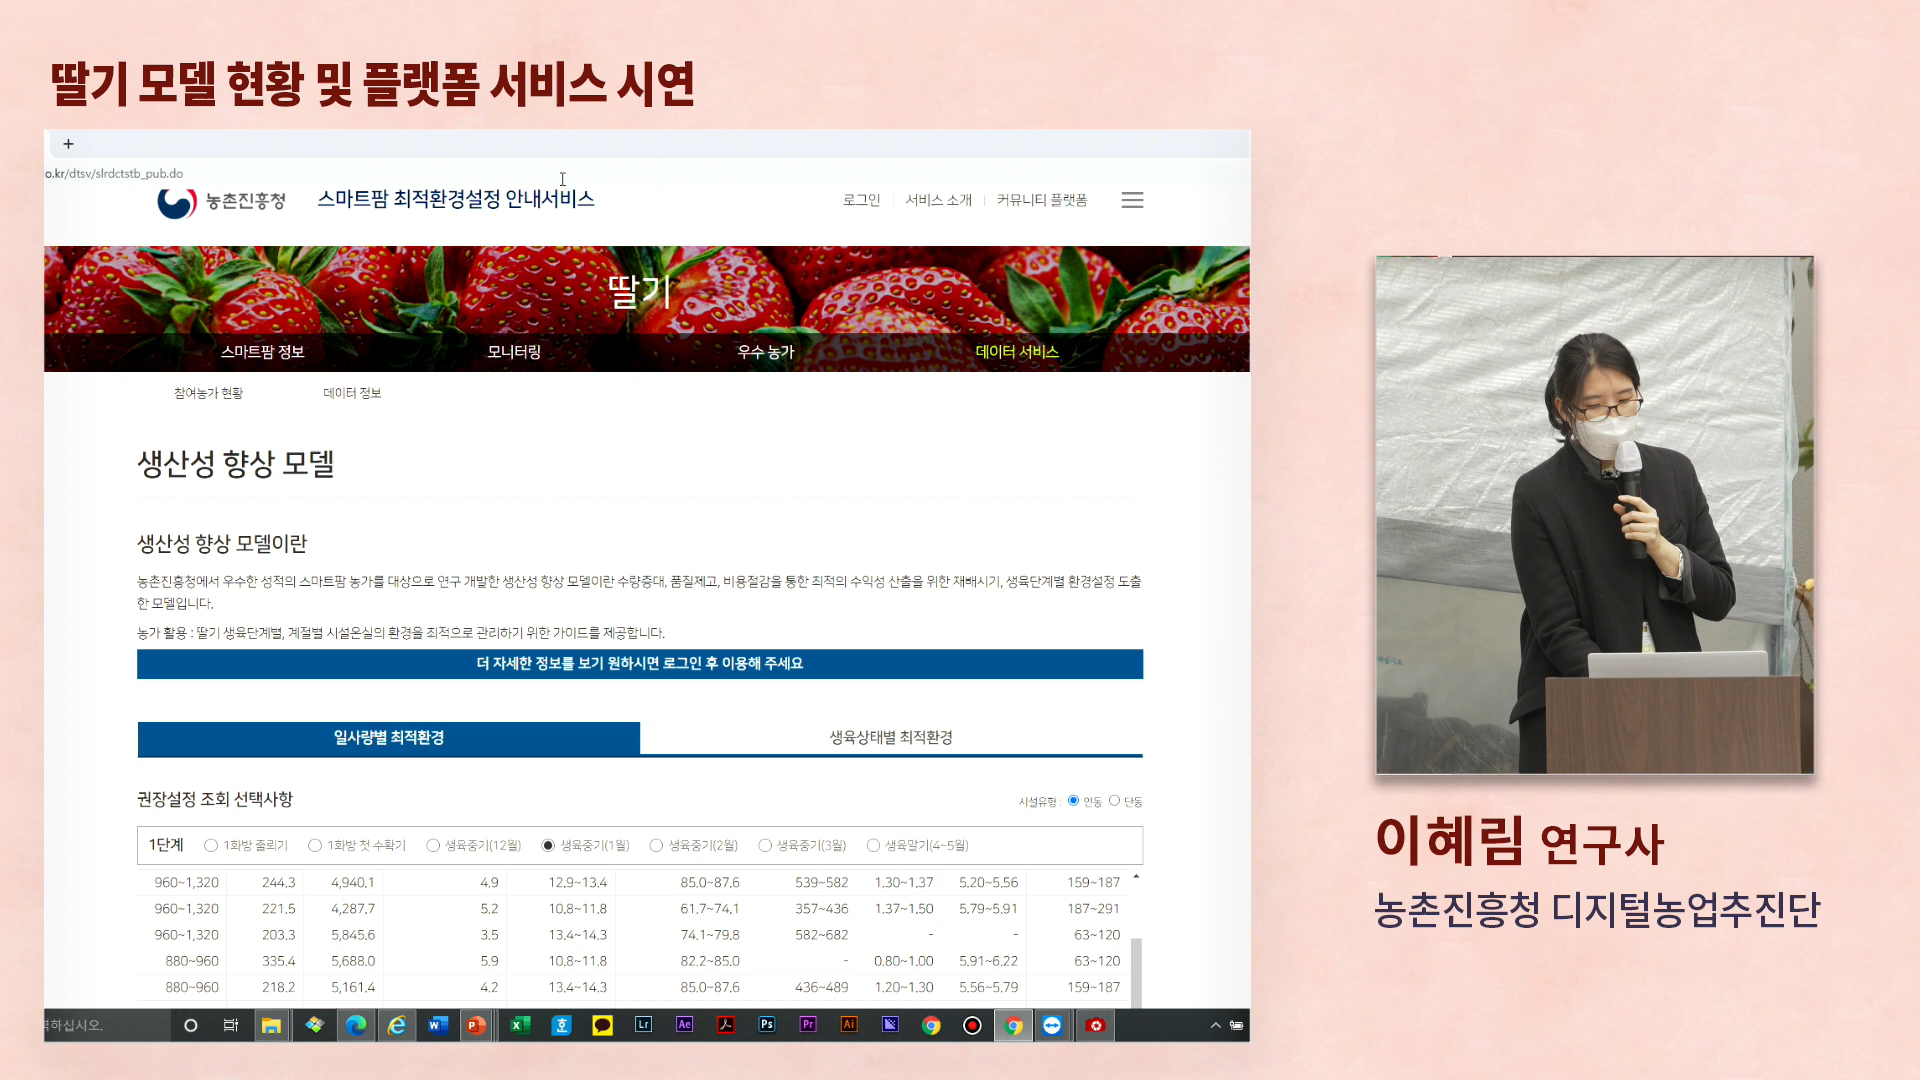 딸기 모델 현황 및 플랫폼 서비스 시연
+
o.kr/dtsv/slrdctstb_pub.do
농촌진흥청 스마트팜 최적환경설정 안내서비스 로그인 서비스 소개 커뮤니티 플랫폼
딸기
스마트팜 정보 모니터링 우수 농가 데이터 서비스
참여농가 현황 데이터 정보
생산성 향상 모델
생산성 향상 모델이란
농촌진흥청에서 우수한 성적의 스마트팜 농가를 대상으로 연구 개발한 생산성 향상 모델이란 수량증대, 품질제고, 비용절감을 통한 최적의 수익성 산출을 위한 재배시기, 생육단계별 환경설정 도출
한 모델입니다.
농가 활용 : 딸기 생육단계별, 계절별 시설온실의 환경을 최적으로 관리하기 위한 가이드를 제공합니다.
더 자세한 정보를 보기 원하시면 로그인 후 이용해 주세요
일사량별 최적환경 생육상태별 최적환경
권장설정 조회 선택사항 시설유형 : 연동 단동
1단계 1화방 출뢰기 1화방 첫 수확기 생육중기(12월) 생육중기(1월) 생육중기(2월) 생육중기(3월) 생육말기(4~5월)
960~1,320 244.3 4,940.1 4.9 12.9~13.4 85.0~87.6 539~582 1.30~1.37 5.20~5.56 159~187
960~1,320 221.5 4,287.7 5.2 10.8~11.8 61.7~74.1 357~436 1.37~1.50 5.79~5.91 187~291
960~1,320 203.3 5,845.6 3.5 13.4~14.3 74.1~79.8 582~682 - - 63~120
880~960 335.4 5,688.0 5.9 10.8~11.8 82.2~85.0 - 0.80~1.00 5.91~6.22 63~120
880~960 218.2 5,161.4 4.2 13.4~14.3 85.0~87.6 436~489 1.20~1.30 5.56~5.79 159~187
하십시오.
Lr Ae Ps Pr Ai
이혜림 연구사
농촌진흥청 디지털농업추진단